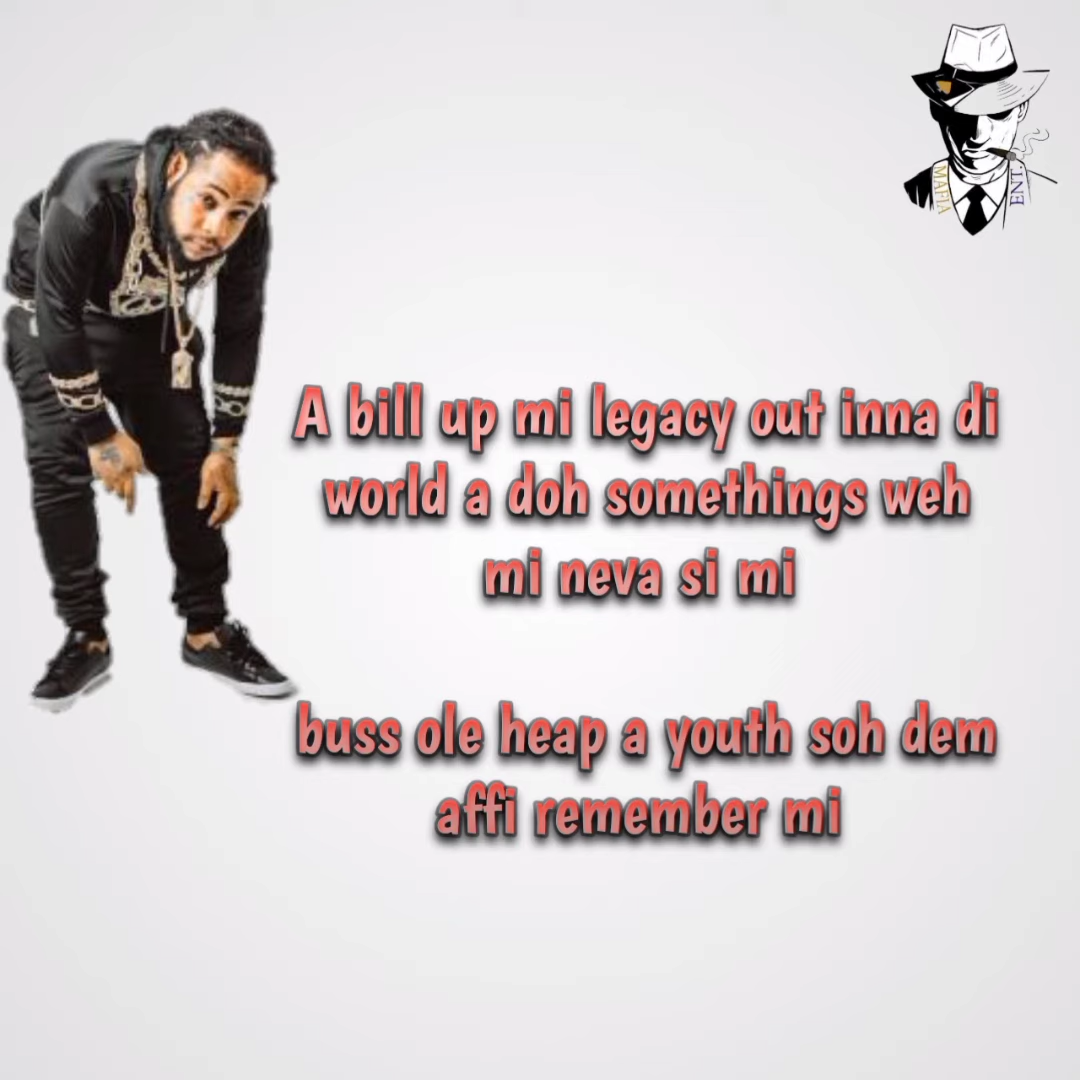 MAFIA
ENT.
A bill up mi legacy out inna di
world a doh somethings weh
mi neva si mi
buss ole heap a youth soh dem
affi remember mi